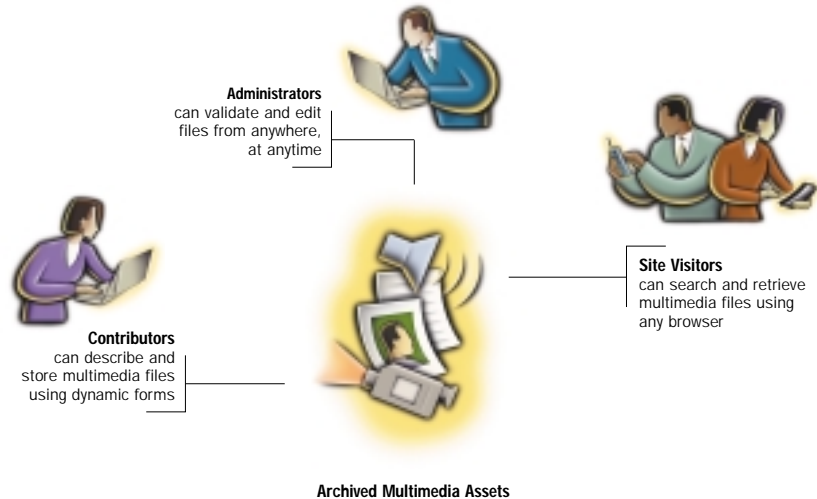 Administrators
can validate and edit
files from anywhere,
at anytime
Site Visitors
can search and retrieve
multimedia files using
any browser
Contributors
can describe and
store multimedia files
using dynamic forms
Archived Multimedia Assets